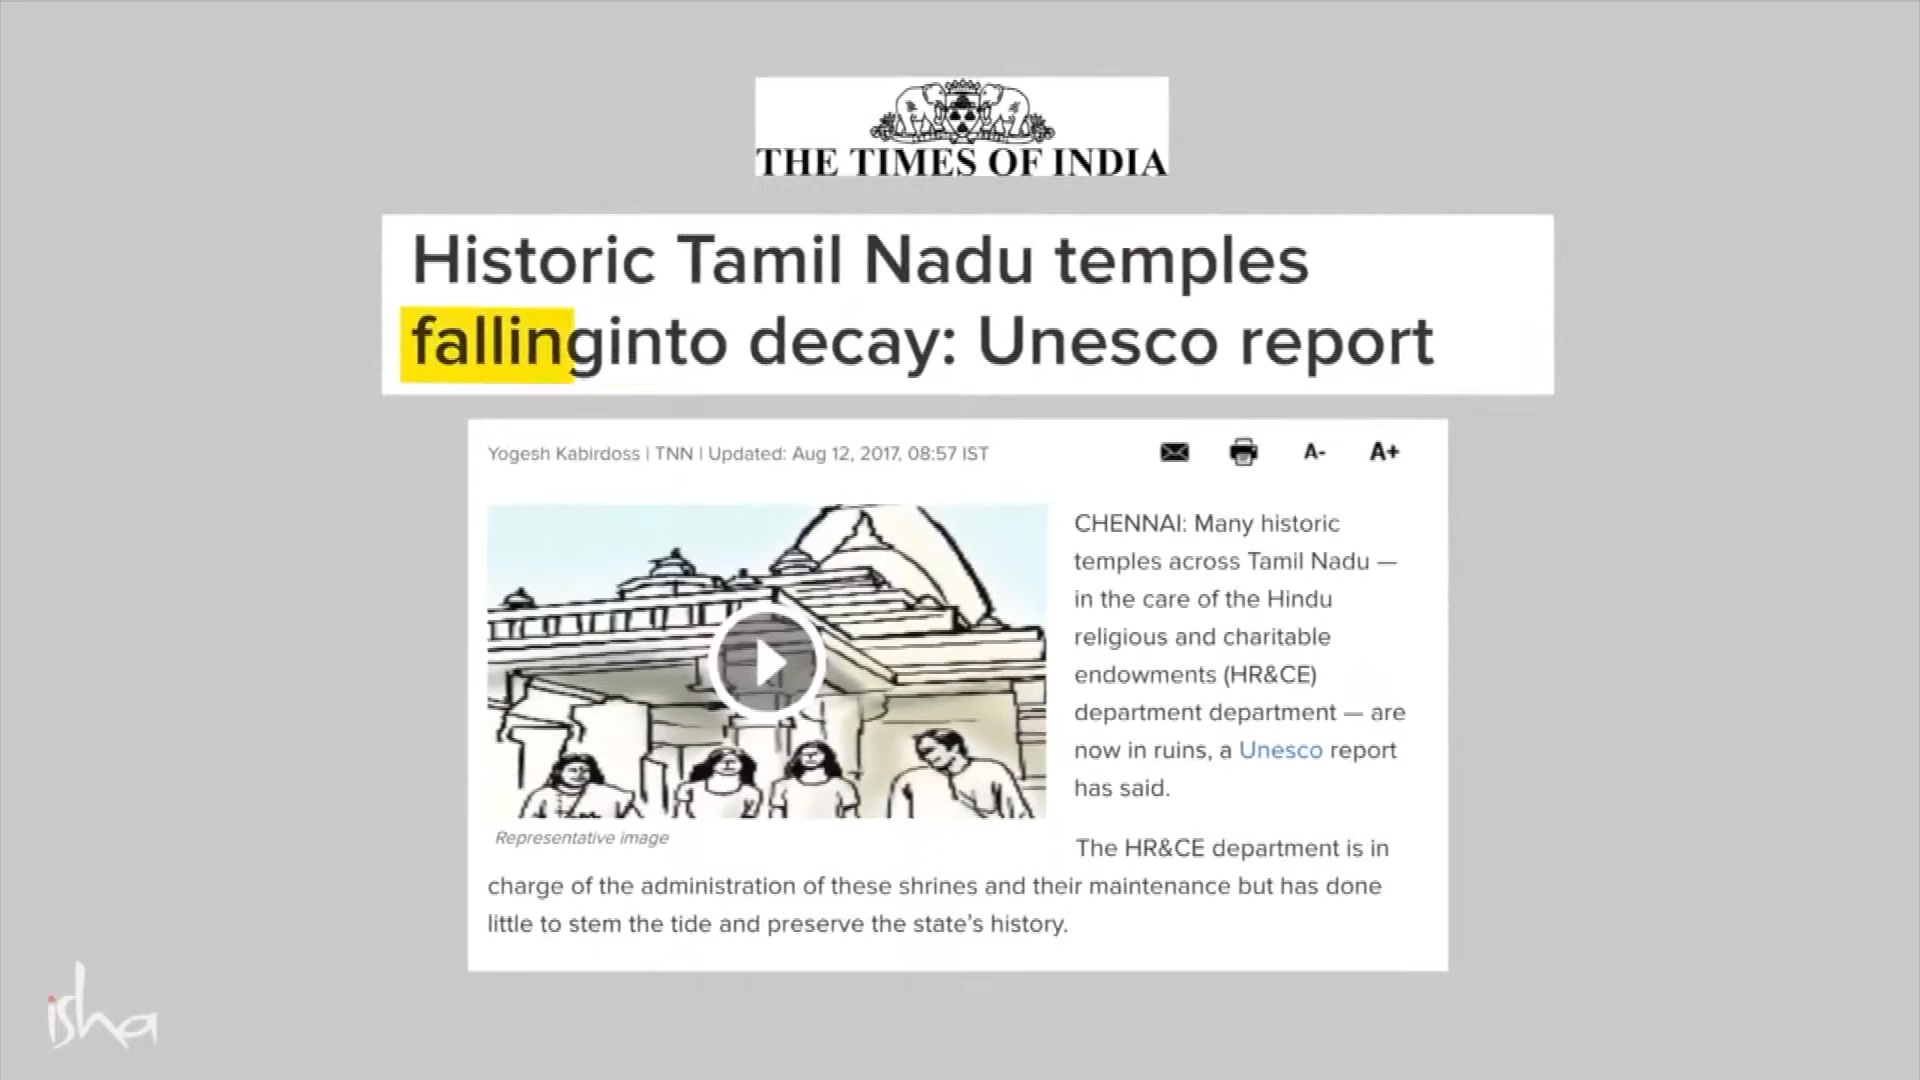 THE TIMES OF INDIA
Historic Tamil Nadu temples
fallinginto decay: Unesco report
Yogesh Kabirdoss | TNN | Updated: Aug 12, 2017, 08:57 IST
A-
A+
CHENNAI: Many historic
temples across Tamil Nadu —
in the care of the Hindu
religious and charitable
endowments (HR&CE)
department department — are
now in ruins, a Unesco report
has said.
Representative image
The HR&CE department is in
charge of the administration of these shrines and their maintenance but has done
little to stem the tide and preserve the state's history.
isha